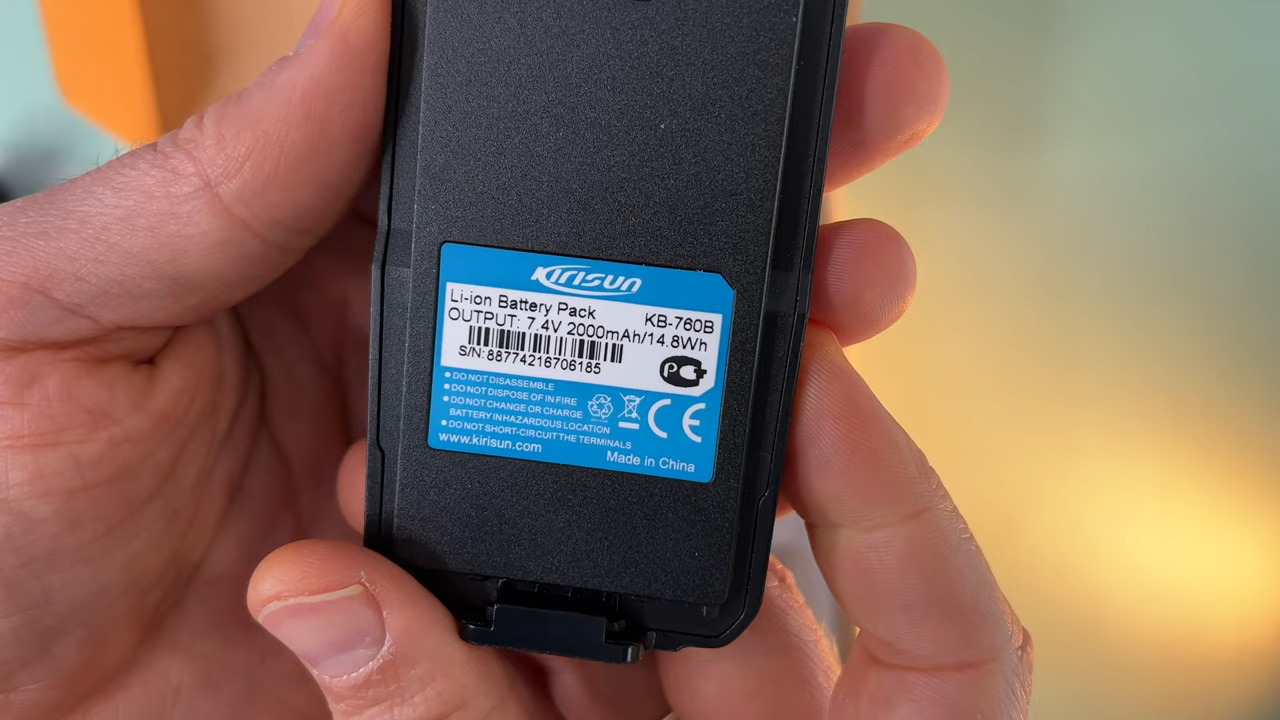 KIRISUN
Li-ion Battery Pack KB-760B
OUTPUT: 7.4V 2000mAh/14.8Wh
S/N: 88774216706185
PG
● DO NOT DISASSEMBLE
● DO NOT DISPOSE OF IN FIRE
● DO NOT CHANGE OR CHARGE
BATTERY IN HAZARDOUS LOCATION
● DO NOT SHORT-CIRCUIT THE TERMINALS
CE
www.kirisun.com
Made in China